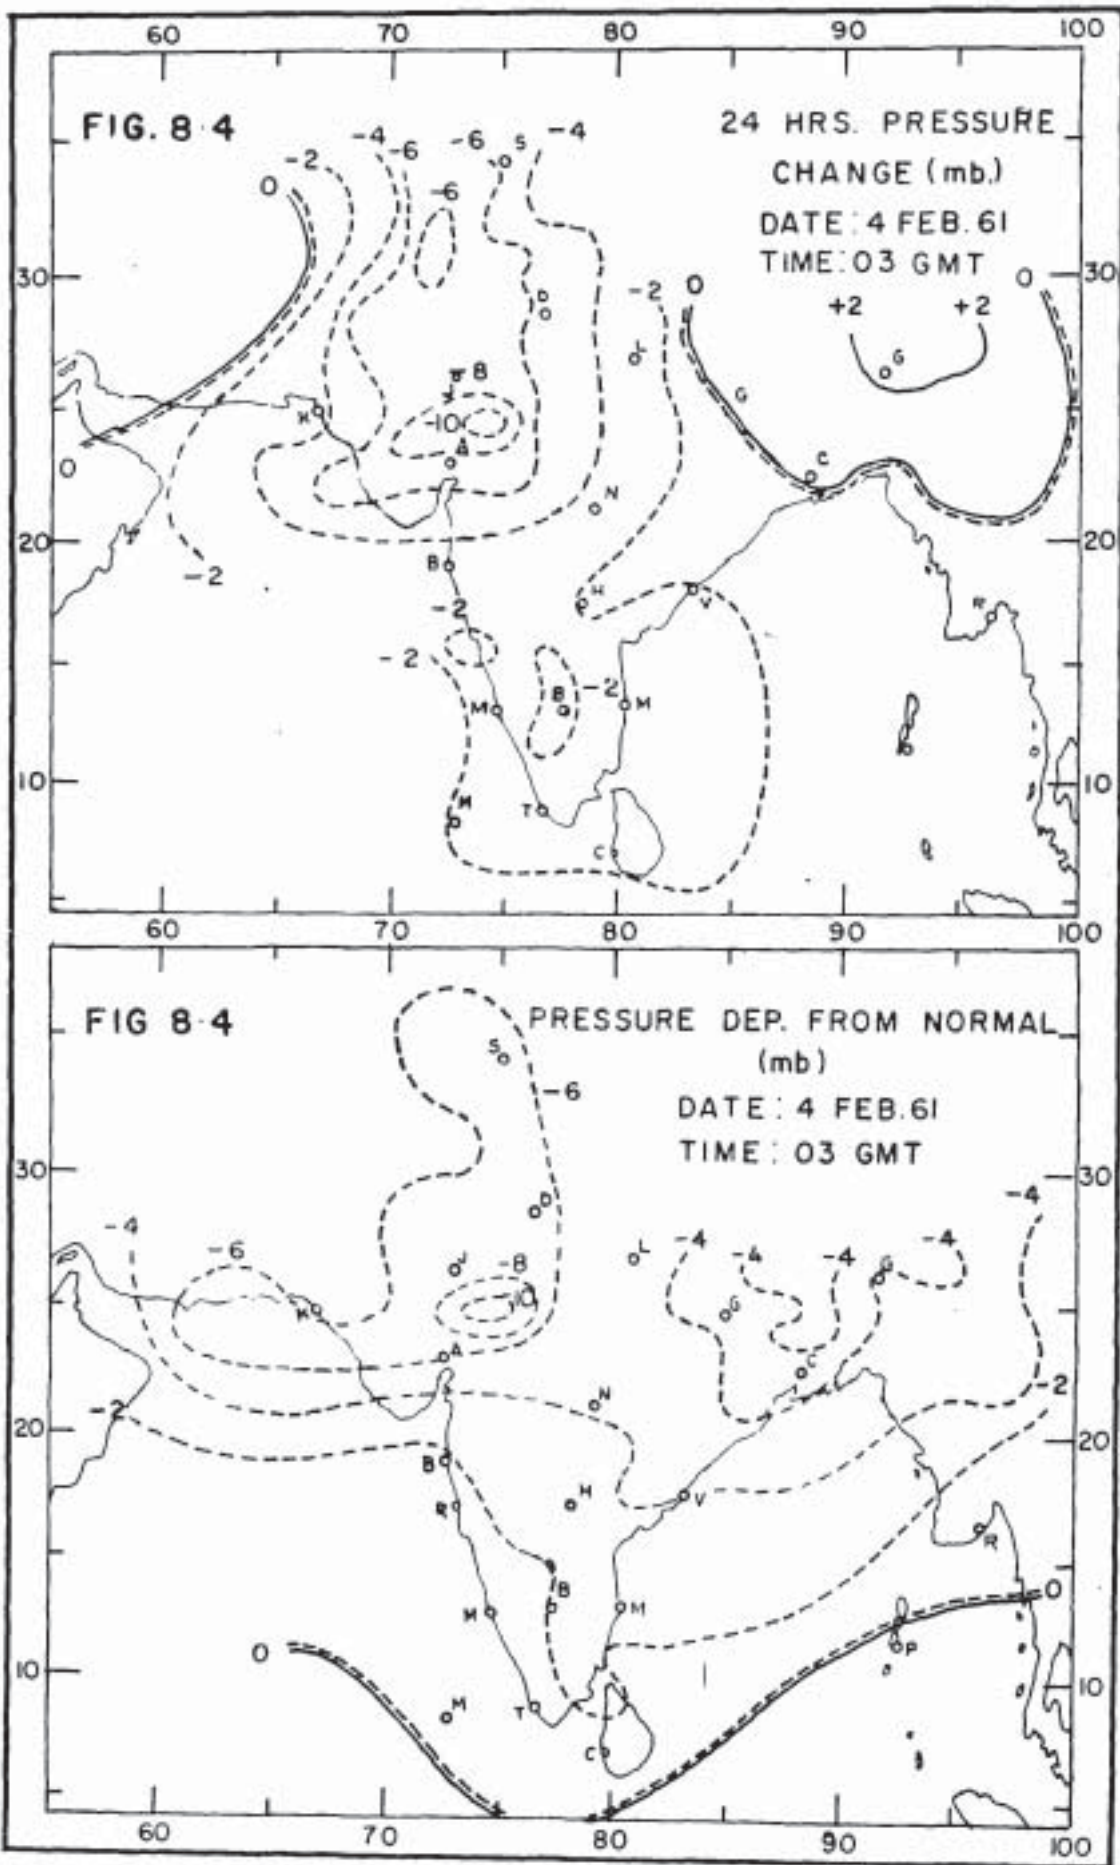 60 70 80 90 100
FIG. 8·4
24 HRS. PRESSURE
CHANGE (mb.)
DATE: 4 FEB. 61
TIME: 03 GMT
0 -2 -4 -6 -6 S -4
-6
30 30
D
-2 0 0
+2 +2
L G
-8
G
K -10
A
0 C
N
20 20
-2
B H V
-2 R
-2
B -2
M M
10 10
M T
C
60 70 80 90 100
FIG 8·4
PRESSURE DEP. FROM NORMAL
(mb)
DATE: 4 FEB. 61
TIME: 03 GMT
S
-6
30 30
D -4
-4 -6 J -8 L -4 -4 -4 G -4
K -10 G
A C
N -2
-2
20 20
B
H V
R R
B
M M
0
P
0
10 10
M T
C
60 70 80 90 100